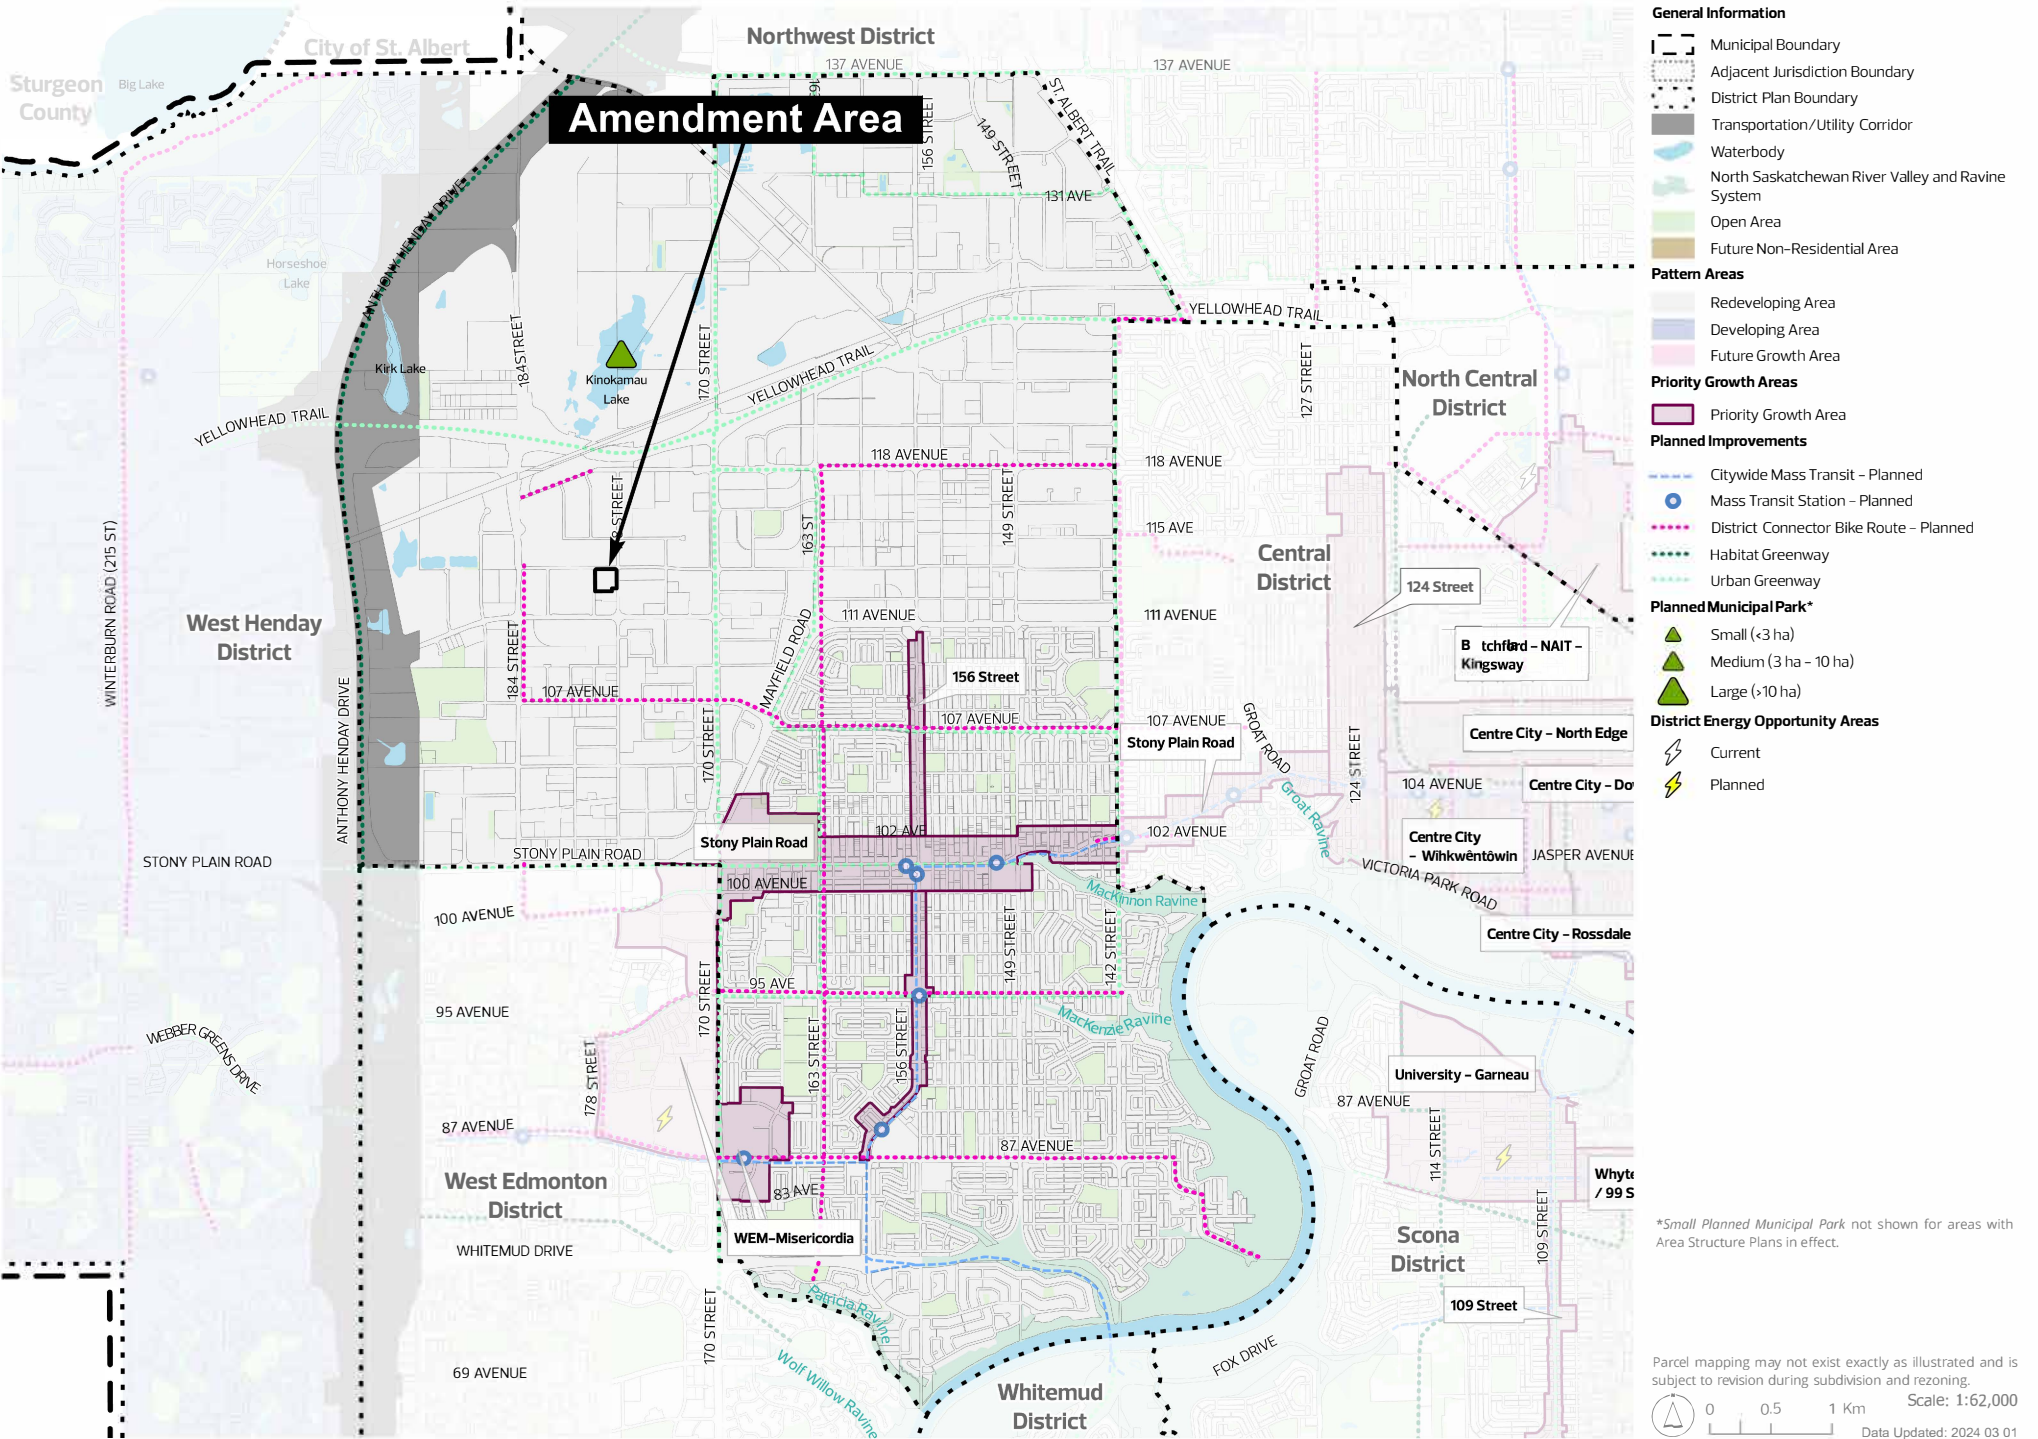 City of St. Albert
Northwest District
137 AVENUE
137 AVENUE
Sturgeon
County
Big Lake
Amendment Area
156 STREET
149 STREET
ST. ALBERT TRAIL
131 AVE
ANTHONY HENDAY DRIVE
Horseshoe
Lake
Kirk Lake
184 STREET
Kinokamau
Lake
170 STREET
YELLOWHEAD TRAIL
YELLOWHEAD TRAIL
YELLOWHEAD TRAIL
127 STREET
North Central
District
118 AVENUE
118 AVENUE
STREET
163 ST
149 STREET
115 AVE
WINTERBURN ROAD (215 ST)
Central
District
124 Street
West Henday
District
111 AVENUE
111 AVENUE
MAYFIELD ROAD
184 STREET
156 Street
Kingsway
107 AVENUE
107 AVENUE
107 AVENUE
ANTHONY HENDAY DRIVE
170 STREET
Stony Plain Road
GROAT ROAD
124 STREET
Centre City – North Edge
104 AVENUE
Centre City – Do
Groat Ravine
Stony Plain Road
102 AVE
102 AVENUE
Centre City
– Wîhkwêntôwin
JASPER AVENUE
STONY PLAIN ROAD
STONY PLAIN ROAD
VICTORIA PARK ROAD
100 AVENUE
100 AVENUE
MacKinnon Ravine
Centre City – Rossdale
170 STREET
149 STREET
142 STREET
95 AVE
95 AVENUE
MacKenzie Ravine
WEBBER GREENS DRIVE
178 STREET
163 STREET
156 STREET
GROAT ROAD
University – Garneau
87 AVENUE
87 AVENUE
87 AVENUE
114 STREET
West Edmonton
District
83 AVE
Whyte
/ 99 S
WEM–Misericordia
WHITEMUD DRIVE
Scona
District
109 STREET
109 Street
170 STREET
Patricia Ravine
Wolf Willow Ravine
69 AVENUE
FOX DRIVE
Whitemud
District
General Information
Municipal Boundary
Adjacent Jurisdiction Boundary
District Plan Boundary
Transportation/Utility Corridor
Waterbody
North Saskatchewan River Valley and Ravine
System
Open Area
Future Non-Residential Area
Pattern Areas
Redeveloping Area
Developing Area
Future Growth Area
Priority Growth Areas
Priority Growth Area
Planned Improvements
Citywide Mass Transit – Planned
Mass Transit Station – Planned
District Connector Bike Route – Planned
Habitat Greenway
Urban Greenway
Planned Municipal Park*
Small (<3 ha)
Medium (3 ha – 10 ha)
Large (>10 ha)
District Energy Opportunity Areas
Current
Planned
*Small Planned Municipal Park not shown for areas with
Area Structure Plans in effect.
Parcel mapping may not exist exactly as illustrated and is
subject to revision during subdivision and rezoning.
Scale: 1:62,000
0 0.5 1 Km
Data Updated: 2024 03 01